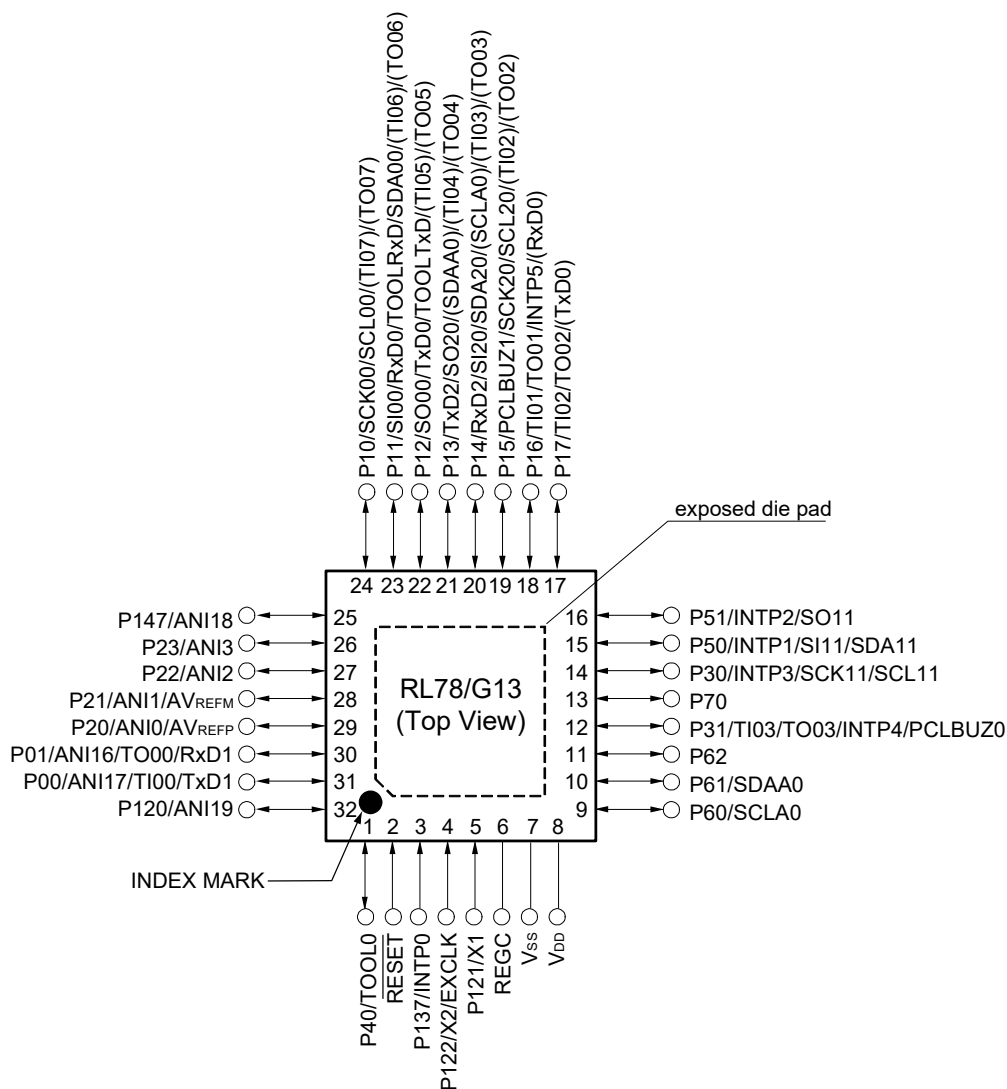 P10/SCK00/SCL00/(TI07)/(TO07)
P11/SI00/RxD0/TOOLRxD/SDA00/(TI06)/(TO06)
P12/SO00/TxD0/TOOLTxD/(TI05)/(TO05)
P13/TxD2/SO20/(SDAA0)/(TI04)/(TO04)
P14/RxD2/SI20/SDA20/(SCLA0)/(TI03)/(TO03)
P15/PCLBUZ1/SCK20/SCL20/(TI02)/(TO02)
P16/TI01/TO01/INTP5/(RxD0)
P17/TI02/TO02/(TxD0)
exposed die pad
24 23 22 21 20 19 18 17
P147/ANI18 25
P23/ANI3 26
P22/ANI2 27
P21/ANI1/AVREFM 28
P20/ANI0/AVREFP 29
P01/ANI16/TO00/RxD1 30
P00/ANI17/TI00/TxD1 31
P120/ANI19 32
RL78/G13
(Top View)
16 P51/INTP2/SO11
15 P50/INTP1/SI11/SDA11
14 P30/INTP3/SCK11/SCL11
13 P70
12 P31/TI03/TO03/INTP4/PCLBUZ0
11 P62
10 P61/SDAA0
9 P60/SCLA0
1 2 3 4 5 6 7 8
INDEX MARK
P40/TOOL0
RESET
P137/INTP0
P122/X2/EXCLK
P121/X1
REGC
VSS
VDD